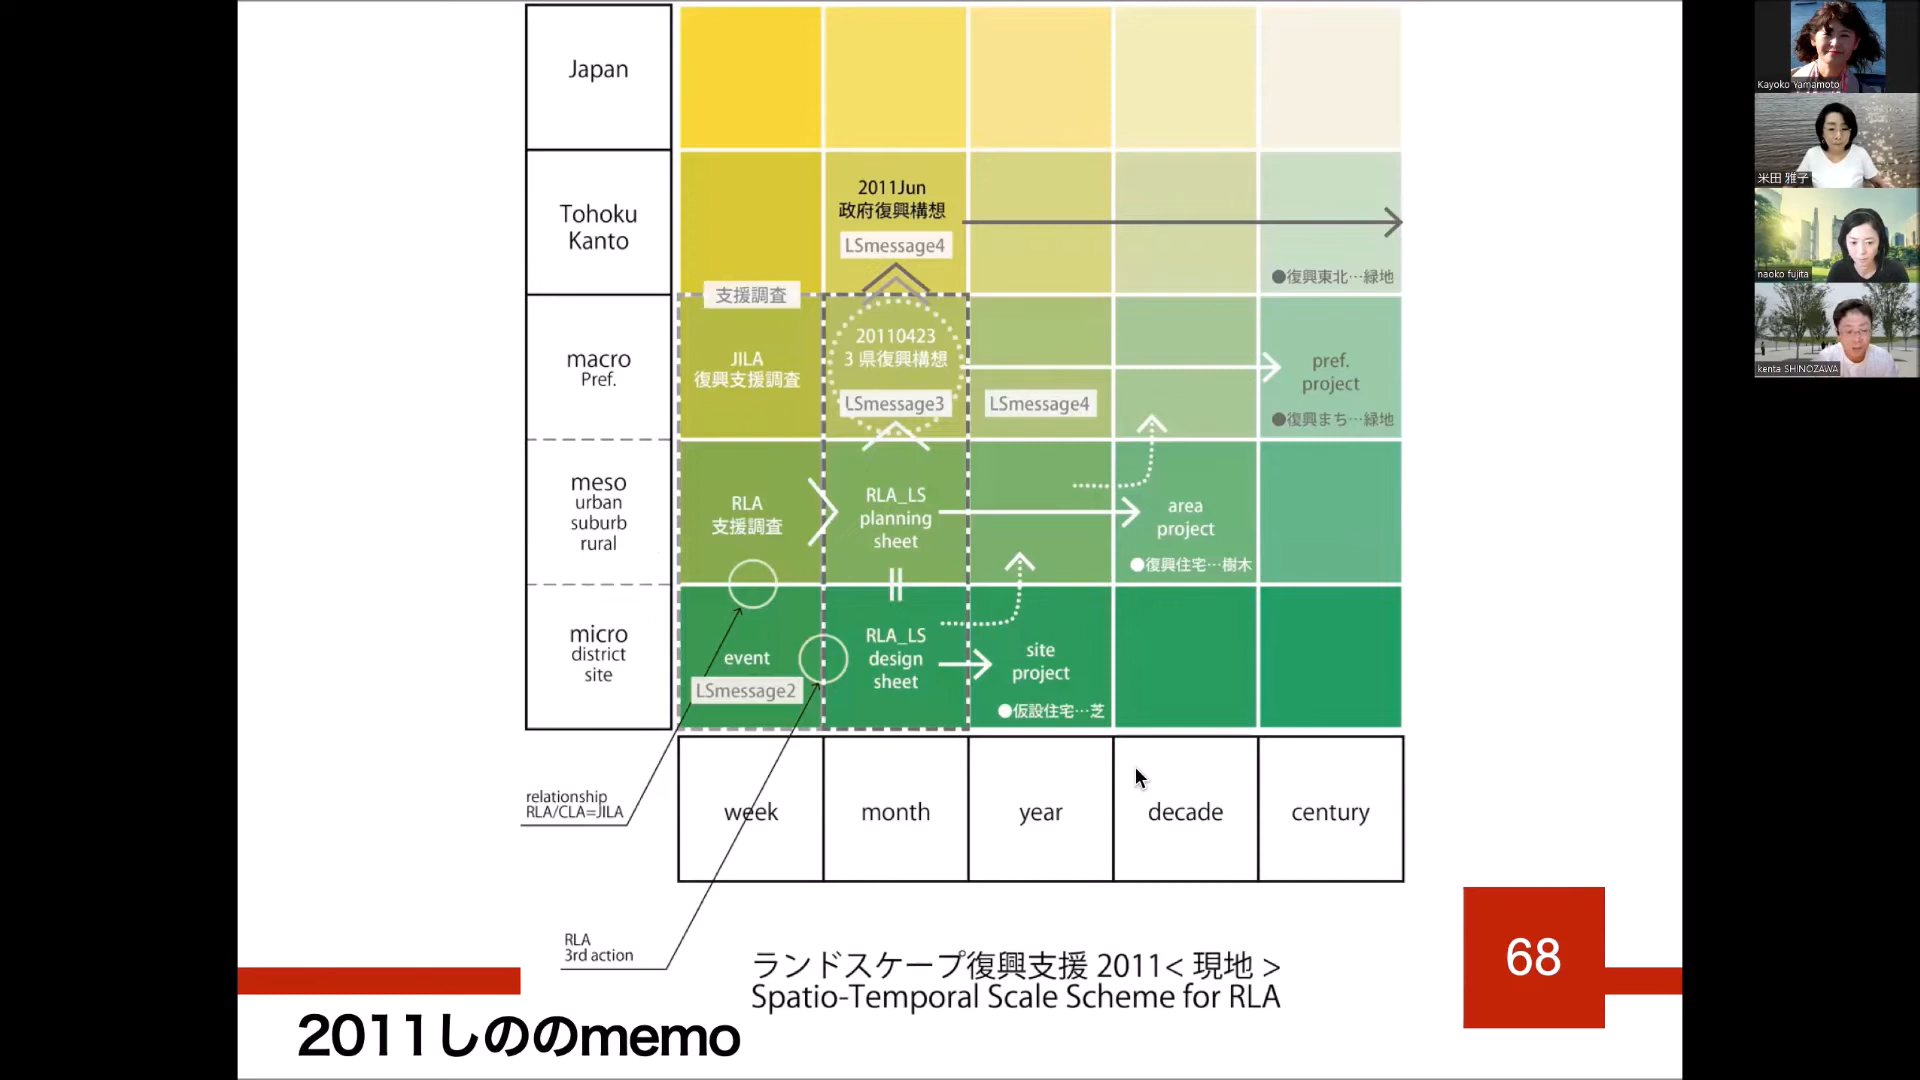 Japan
Tohoku
Kanto
macro
Pref.
meso
urban
suburb
rural
micro
district
site
2011Jun
政府復興構想
LSmessage4
●復興東北…緑地
支援調査
JILA
復興支援調査
20110423
3 県復興構想
LSmessage3
LSmessage4
pref.
project
●復興まち…緑地
RLA
支援調査
RLA_LS
planning
sheet
area
project
●復興住宅…樹木
event
LSmessage2
RLA_LS
design
sheet
site
project
●仮設住宅…芝
week
month
year
decade
century
relationship
RLA/CLA=JILA
RLA
3rd action
ランドスケープ復興支援 2011< 現地 >
Spatio-Temporal Scale Scheme for RLA
68
2011しののmemo
Kayoko Yamamoto
米田 雅子
naoko fujita
kenta SHINOZAWA